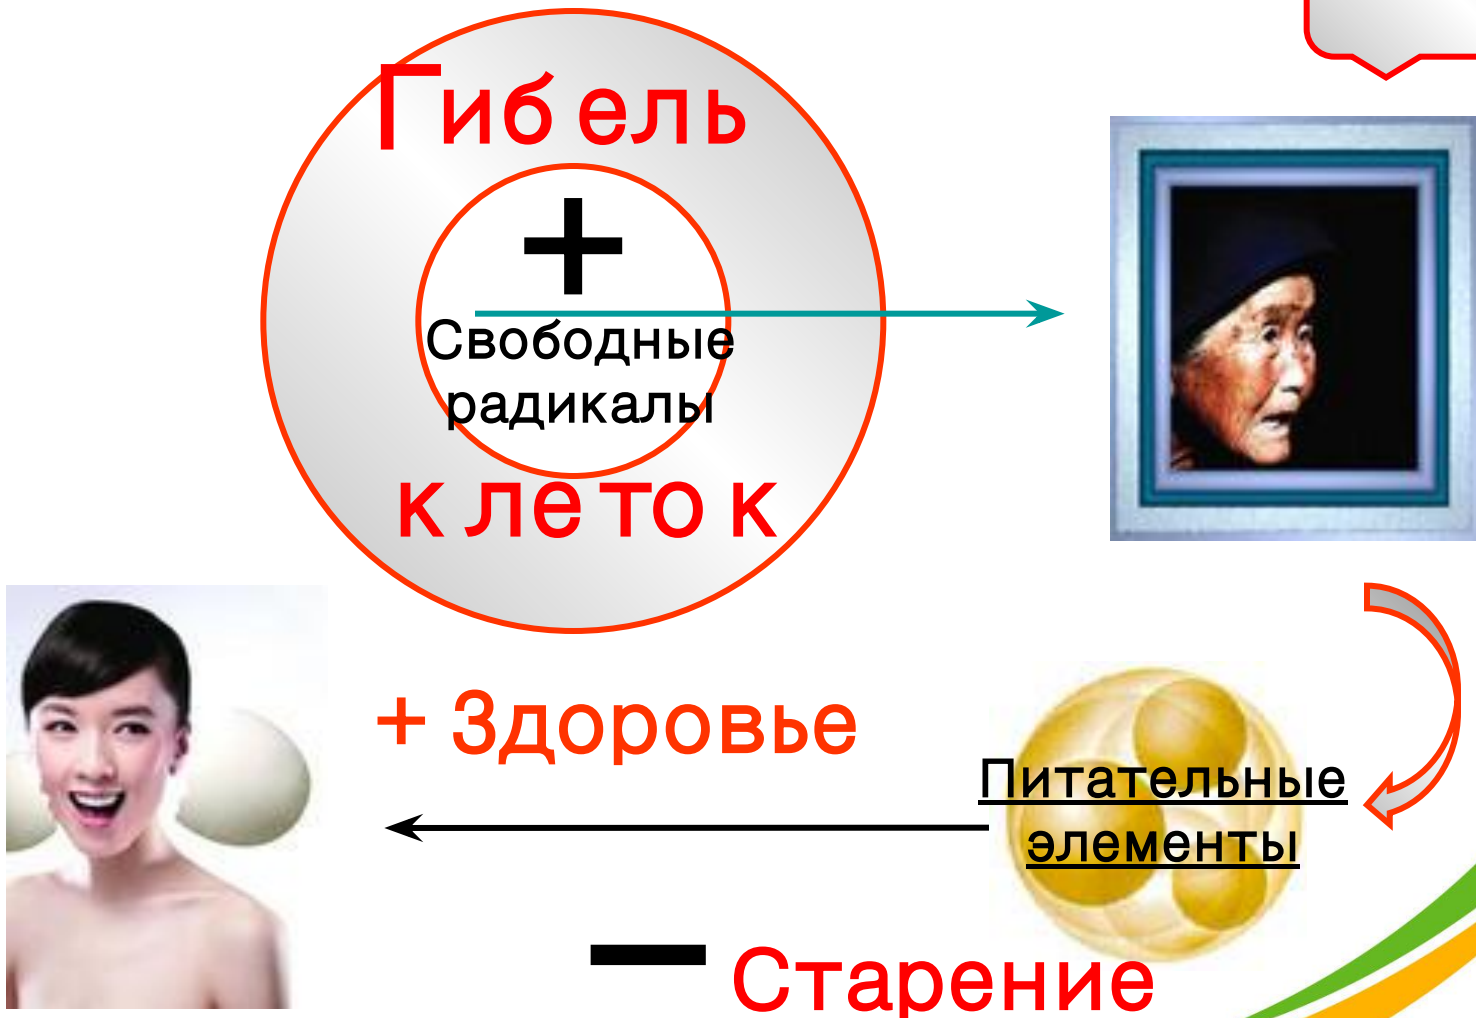 Гибель
+
Свободные
радикалы
клеток
+ Здоровье
Питательные
элементы
− Старение